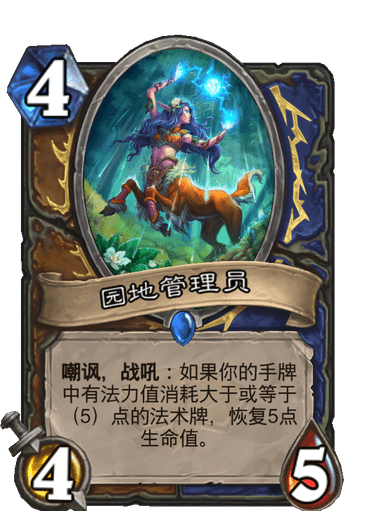 4
园地管理员
嘲讽，战吼：如果你的手牌
中有法力值消耗大于或等于
（5）点的法术牌，恢复5点
生命值。
4
5